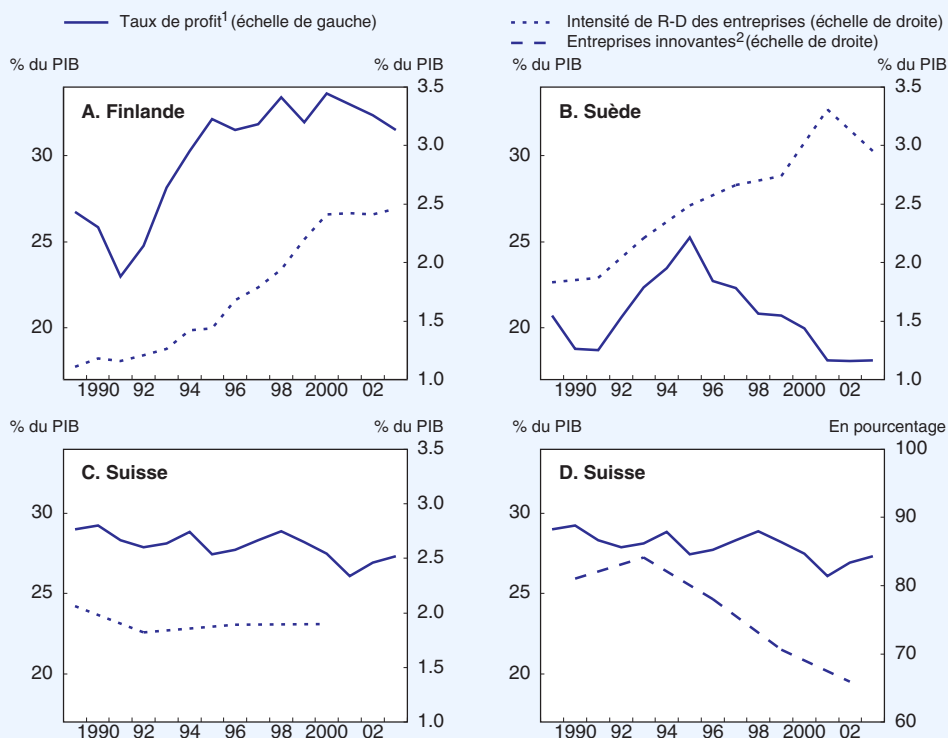 Taux de profit1 (échelle de gauche)
Intensité de R-D des entreprises (échelle de droite)
Entreprises innovantes2 (échelle de droite)
% du PIB
% du PIB
A. Finlande
3.5
3.0
2.5
2.0
1.5
1.0
30
25
20
1990 92 94 96 98 2000 02
% du PIB
% du PIB
B. Suède
3.5
3.0
2.5
2.0
1.5
1.0
30
25
20
1990 92 94 96 98 2000 02
% du PIB
% du PIB
C. Suisse
3.5
3.0
2.5
2.0
1.5
1.0
30
25
20
1990 92 94 96 98 2000 02
% du PIB
En pourcentage
D. Suisse
100
90
80
70
60
30
25
20
1990 92 94 96 98 2000 02